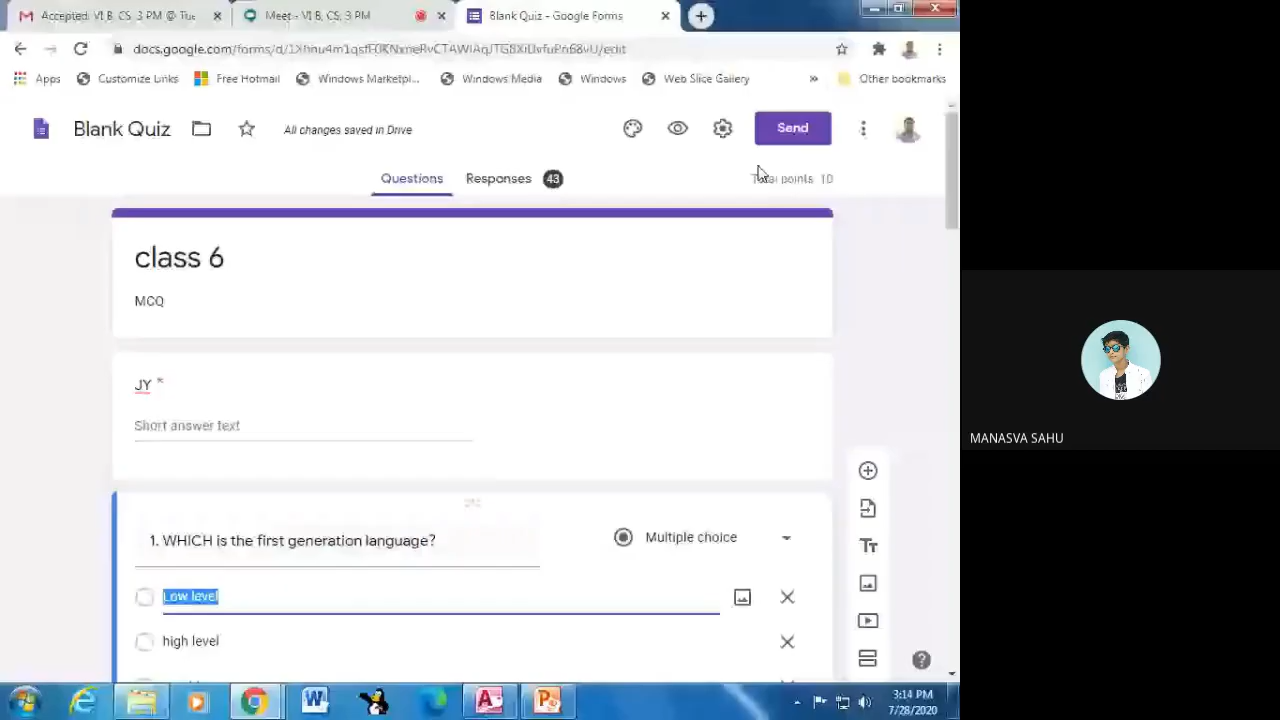 Accepted: VI B, CS, 3 PM @ Tue
Meet – VI B, CS, 3 PM
Blank Quiz - Google Forms
Apps
Customize Links
Free Hotmail
Windows Marketpl...
Windows Media
Windows
Web Slice Gallery
»
Other bookmarks
Blank Quiz
All changes saved in Drive
Send
Questions
Responses
43
Total points 10
class 6
MCQ
JY *
Short answer text
1. WHICH is the first generation language?
Multiple choice
Low level
high level
MANASVA SAHU
3:14 PM
7/28/2020